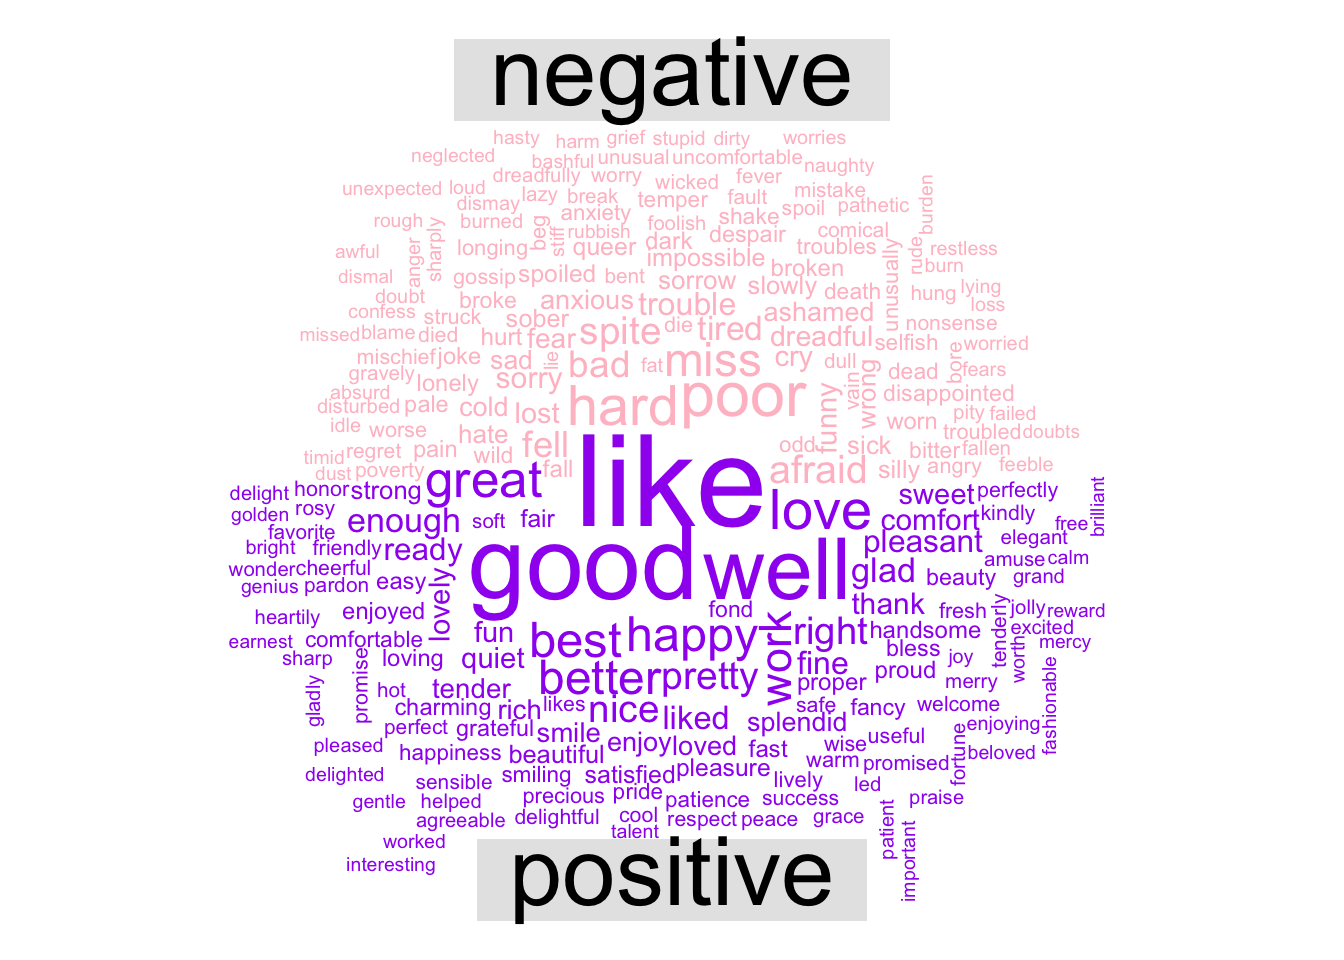 negative
hasty harm grief stupid dirty worries
neglected bashful unusual uncomfortable naughty
dreadfully worry wicked fever
unexpected loud lazy break temper fault mistake burden
dismay anxiety shake spoil pathetic
rough sharply burned beg stiff rubbish foolish comical
awful anger longing queer dark despair troubles unusually rude restless
dismal gossip spoiled bent impossible broken burn
doubt sorrow slowly death hung lying
confess broke anxious trouble ashamed loss
missed blame struck sober spite die tired dreadful nonsense
died hurt fear selfish worried
mischief joke sad lie bad fat miss cry dull bore
gravely lonely sorry vain wrong dead fears
absurd hard poor funny disappointed
disturbed pale cold lost worn pity failed
idle worse hate fell odd sick bitter troubled doubts
timid regret pain wild fallen
dust poverty fall afraid silly angry feeble
delight honor strong great like sweet perfectly brilliant
golden rosy enough soft fair love comfort kindly free
favorite pleasant elegant
bright friendly ready good well glad amuse calm
wonder cheerful beauty grand
genius pardon easy lovely
heartily enjoyed fond thank fresh tenderly jolly reward
earnest comfortable fun best happy work right handsome excited
sharp loving quiet bless joy worth mercy
gladly promise hot tender better pretty fine proper proud merry
charming rich likes nice liked safe fancy welcome fashionable
perfect grateful smile splendid useful enjoying
pleased happiness beautiful enjoy loved fast wise fortune beloved
delighted sensible smiling satisfied pleasure lively warm promised
gentle helped precious pride patience success led praise
agreeable delightful cool respect peace grace
worked talent patient important
interesting
positive